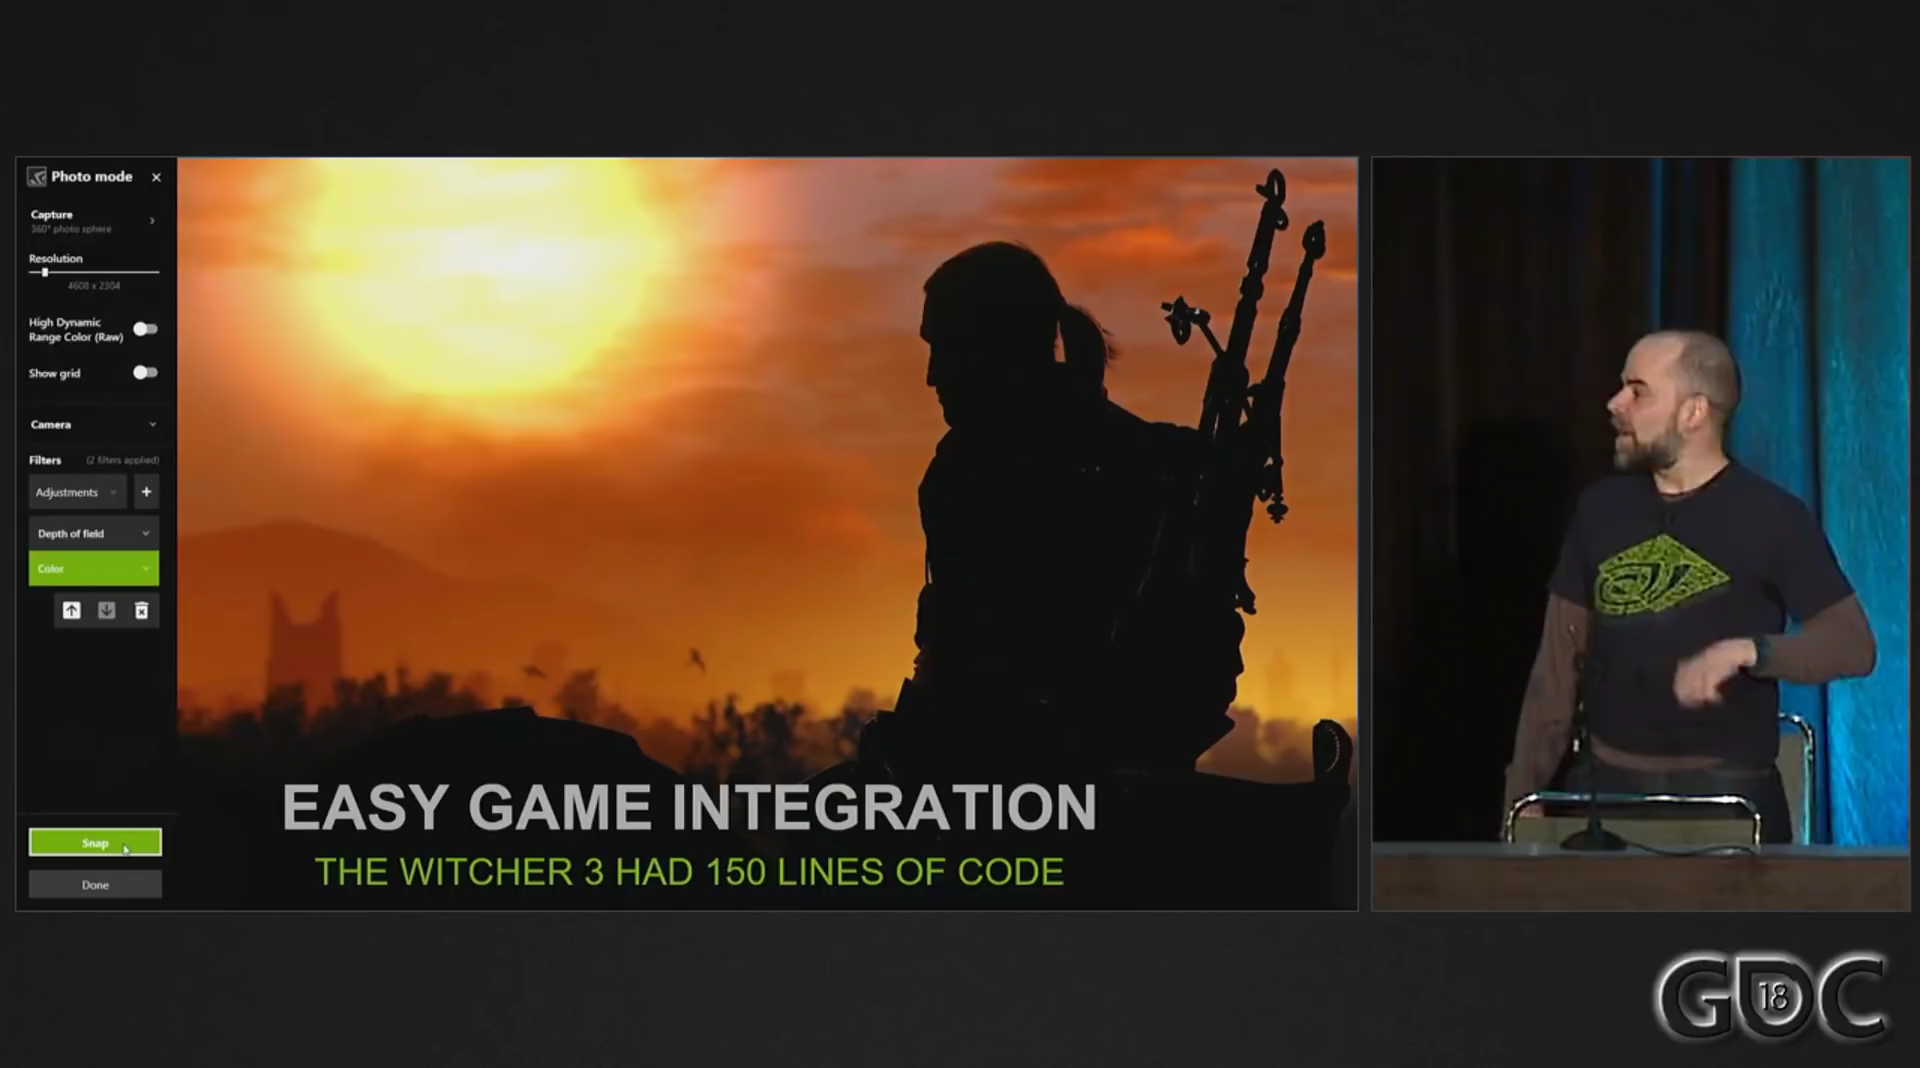 Photo mode
Capture
360° photo sphere
Resolution
4608 x 2304
High Dynamic
Range Color (Raw)
Show grid
Camera
Filters (2 filters applied)
Adjustments
Depth of field
Color
Snap
Done
EASY GAME INTEGRATION
THE WITCHER 3 HAD 150 LINES OF CODE
GDC
18